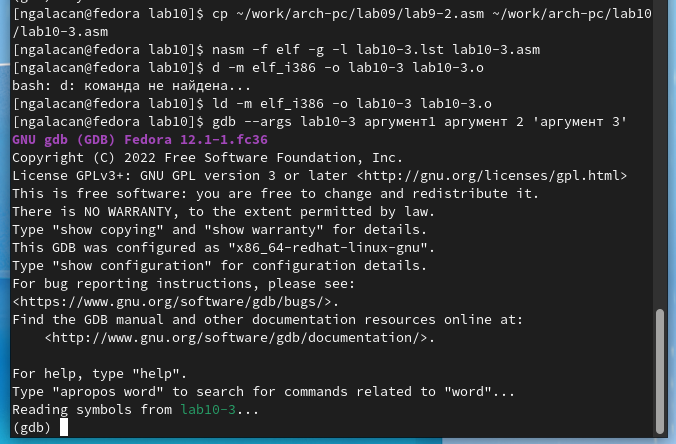 [ngalacan@fedora lab10]$ cp ~/work/arch-pc/lab09/lab9-2.asm ~/work/arch-pc/lab10
/lab10-3.asm
[ngalacan@fedora lab10]$ nasm -f elf -g -l lab10-3.lst lab10-3.asm
[ngalacan@fedora lab10]$ d -m elf_i386 -o lab10-3 lab10-3.o
bash: d: команда не найдена...
[ngalacan@fedora lab10]$ ld -m elf_i386 -o lab10-3 lab10-3.o
[ngalacan@fedora lab10]$ gdb --args lab10-3 аргумент1 аргумент 2 'аргумент 3'
GNU gdb (GDB) Fedora 12.1-1.fc36
Copyright (C) 2022 Free Software Foundation, Inc.
License GPLv3+: GNU GPL version 3 or later <http://gnu.org/licenses/gpl.html>
This is free software: you are free to change and redistribute it.
There is NO WARRANTY, to the extent permitted by law.
Type "show copying" and "show warranty" for details.
This GDB was configured as "x86_64-redhat-linux-gnu".
Type "show configuration" for configuration details.
For bug reporting instructions, please see:
<https://www.gnu.org/software/gdb/bugs/>.
Find the GDB manual and other documentation resources online at:
    <http://www.gnu.org/software/gdb/documentation/>.

For help, type "help".
Type "apropos word" to search for commands related to "word"...
Reading symbols from lab10-3...
(gdb)